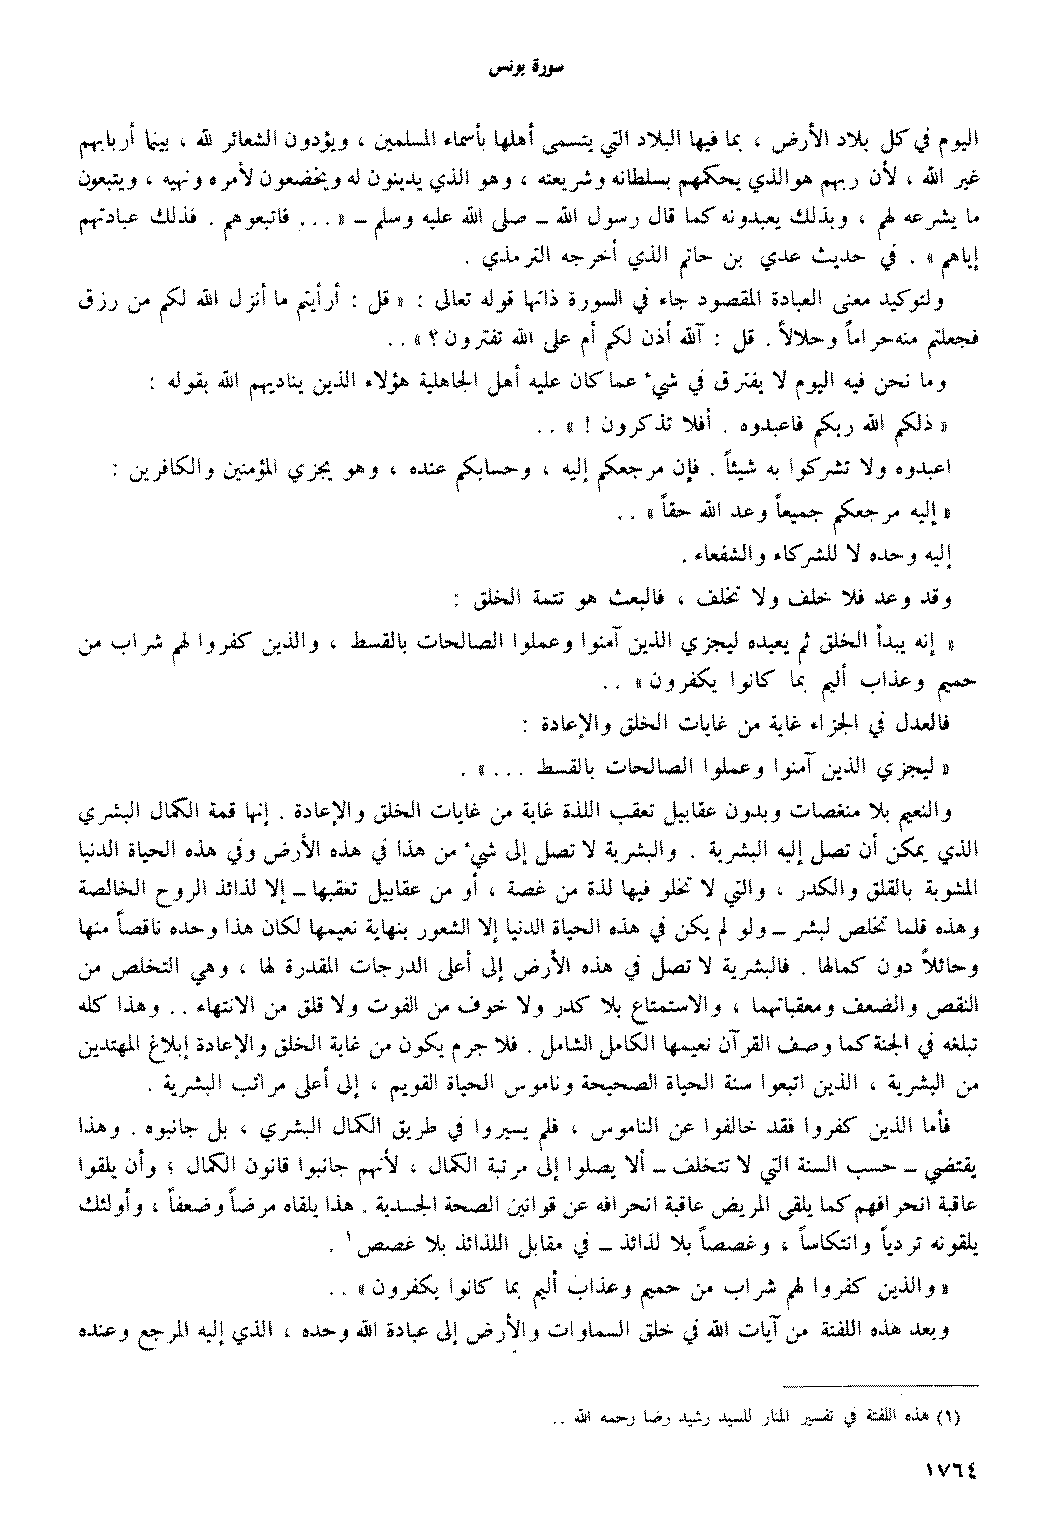 سورة يونس
اليوم في كل بلاد الأرض ، بما فيها البلاد التي يتسمى أهلها بأسماء المسلمين ، ويؤدون الشعائر لله ، بينما أربابهم
غير الله ، لأن ربهم هو الذي يحكمهم بسلطانه وشريعته ، وهو الذي يدينون له ويخضعون لأمره ونهيه ، ويتبعون
ما يشرعه لهم ، وبذلك يعبدونه كما قال رسول الله ــ صلى الله عليه وسلم ــ « ... فاتبعوهم . فذلك عبادتهم
إياهم » . في حديث عدي بن حاتم الذي أخرجه الترمذي .
ولتوكيد معنى العبادة المقصود جاء في السورة ذاتها قوله تعالى : « قل : أرأيتم ما أنزل الله لكم من رزق
فجعلتم منه حراماً وحلالاً . قل : آلله أذن لكم أم على الله تفترون ؟ » ..
وما نحن فيه اليوم لا يفترق في شيء عما كان عليه أهل الجاهلية هؤلاء الذين يناديهم الله بقوله :
« ذلكم الله ربكم فاعبدوه . أفلا تذكرون ! » ..
اعبدوه ولا تشركوا به شيئاً . فإن مرجعكم إليه ، وحسابكم عنده ، وهو يجزي المؤمنين والكافرين :
« إليه مرجعكم جميعاً وعد الله حقاً » ..
إليه وحده لا للشركاء والشفعاء .
وقد وعد فلا خلف ولا تخلف ، فالبعث هو تتمة الخلق :
« إنه يبدأ الخلق ثم يعيده ليجزي الذين آمنوا وعملوا الصالحات بالقسط ، والذين كفروا لهم شراب من
حميم وعذاب أليم بما كانوا يكفرون » ..
فالعدل في الجزاء غاية من غايات الخلق والإعادة :
« ليجزي الذين آمنوا وعملوا الصالحات بالقسط ... » .
والنعيم بلا منغصات وبدون عقابيل تعقب اللذة غاية من غايات الخلق والإعادة . إنها قمة الكمال البشري
الذي يمكن أن تصل إليه البشرية . والبشرية لا تصل إلى شيء من هذا في هذه الأرض وفي هذه الحياة الدنيا
المشوبة بالقلق والكدر ، والتي لا تخلو فيها لذة من غصة ، أو من عقابيل تعقبها ــ إلا لذائذ الروح الخالصة
وهذه قلما تخلص لبشر ــ ولو لم يكن في هذه الحياة الدنيا إلا الشعور بنهاية نعيمها لكان هذا وحده ناقصاً منها
وحائلاً دون كمالها . فالبشرية لا تصل في هذه الأرض إلى أعلى الدرجات المقدرة لها ، وهي التخلص من
النقص والضعف ومعقباتهما ، والاستمتاع بلا كدر ولا خوف من الفوت ولا قلق من الانتهاء .. وهذا كله
تبلغه في الجنة كما وصف القرآن نعيمها الكامل الشامل . فلا جرم يكون من غاية الخلق والإعادة إبلاغ المهتدين
من البشرية ، الذين اتبعوا سنة الحياة الصحيحة وناموس الحياة القويم ، إلى أعلى مراتب البشرية .
فأما الذين كفروا فقد خالفوا عن الناموس ، فلم يسيروا في طريق الكمال البشري ، بل جانبوه . وهذا
يقتضي ــ حسب السنة التي لا تتخلف ــ ألا يصلوا إلى مرتبة الكمال ، لأنهم جانبوا قانون الكمال ؛ وأن يلقوا
عاقبة انحرافهم كما يلقى المريض عاقبة انحرافه عن قوانين الصحة الجسدية . هذا يلقاه مرضاً وضعفاً ، وأولئك
يلقونه تردياً وانتكاساً ، وغصصاً بلا لذائذ ــ في مقابل اللذائذ بلا غصص ١ .
« والذين كفروا لهم شراب من حميم وعذاب أليم بما كانوا يكفرون » ..
وبعد هذه اللفتة من آيات الله في خلق السماوات والأرض إلى عبادة الله وحده ، الذي إليه المرجع وعنده
(١) هذه اللفتة في تفسير المنار للسيد رشيد رضا رحمه الله ..
١٧٦٤